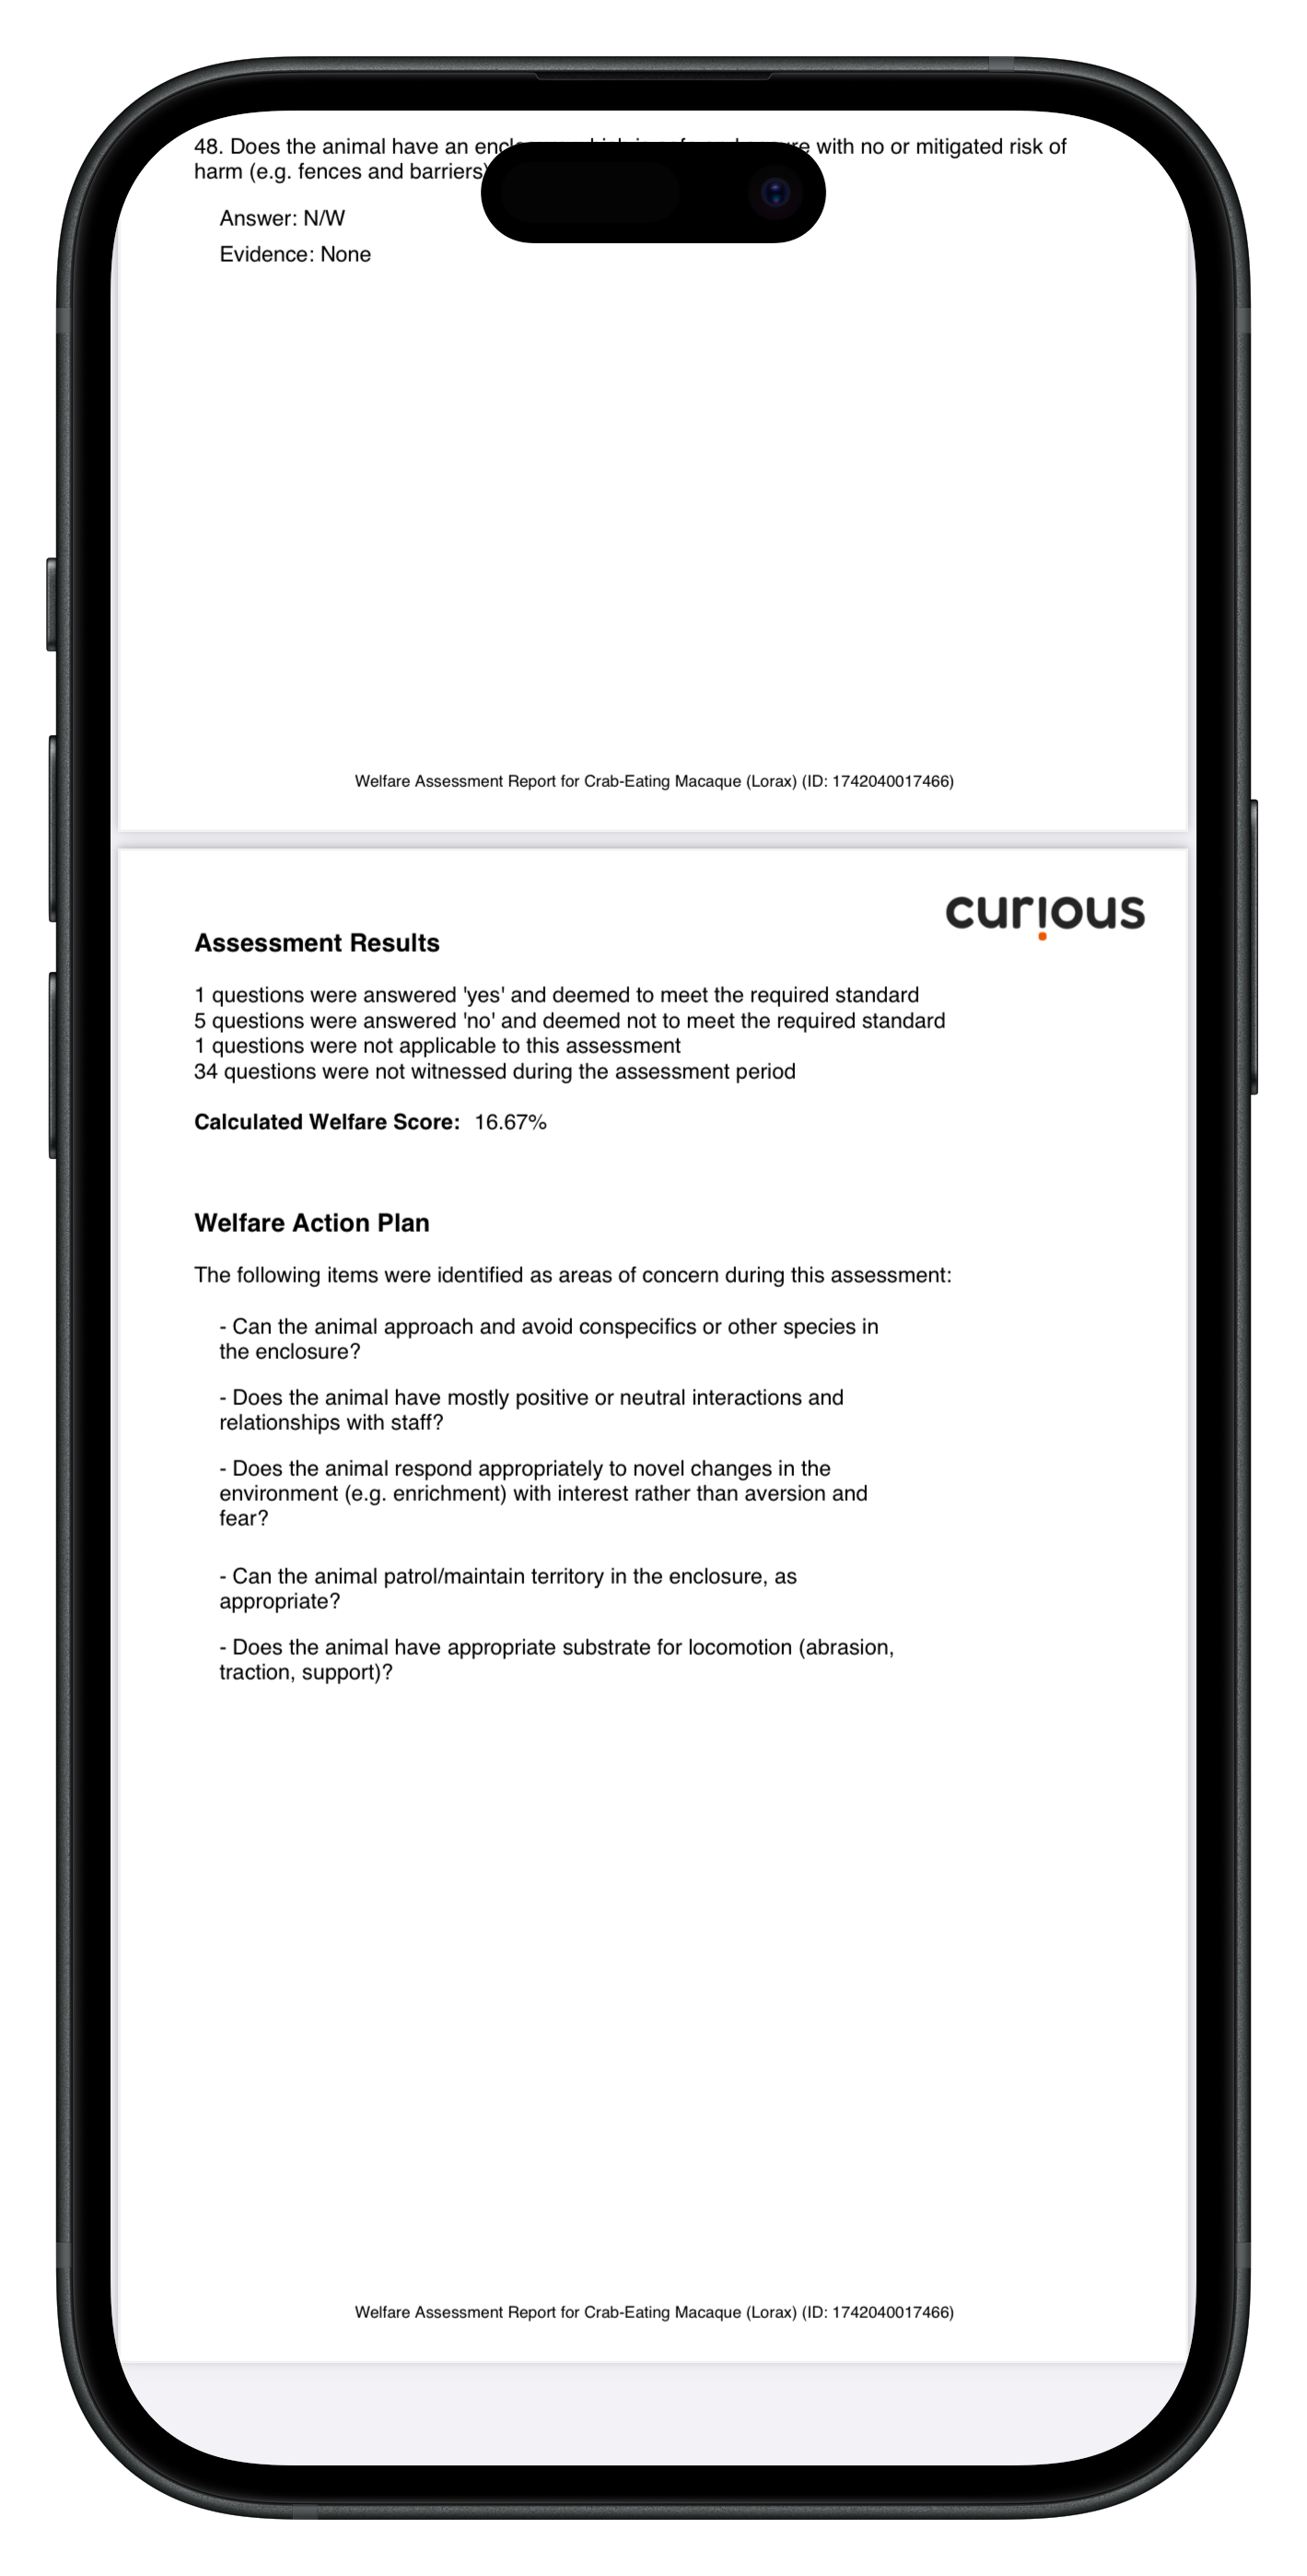 48. Does the animal have an with no or mitigated risk of
harm (e.g. fences and barriers)
Answer: N/W
Evidence: None
Welfare Assessment Report for Crab-Eating Macaque (Lorax) (ID: 1742040017466)
curious
Assessment Results
1 questions were answered 'yes' and deemed to meet the required standard
5 questions were answered 'no' and deemed not to meet the required standard
1 questions were not applicable to this assessment
34 questions were not witnessed during the assessment period
Calculated Welfare Score: 16.67%
Welfare Action Plan
The following items were identified as areas of concern during this assessment:
- Can the animal approach and avoid conspecifics or other species in
the enclosure?
- Does the animal have mostly positive or neutral interactions and
relationships with staff?
- Does the animal respond appropriately to novel changes in the
environment (e.g. enrichment) with interest rather than aversion and
fear?
- Can the animal patrol/maintain territory in the enclosure, as
appropriate?
- Does the animal have appropriate substrate for locomotion (abrasion,
traction, support)?
Welfare Assessment Report for Crab-Eating Macaque (Lorax) (ID: 1742040017466)